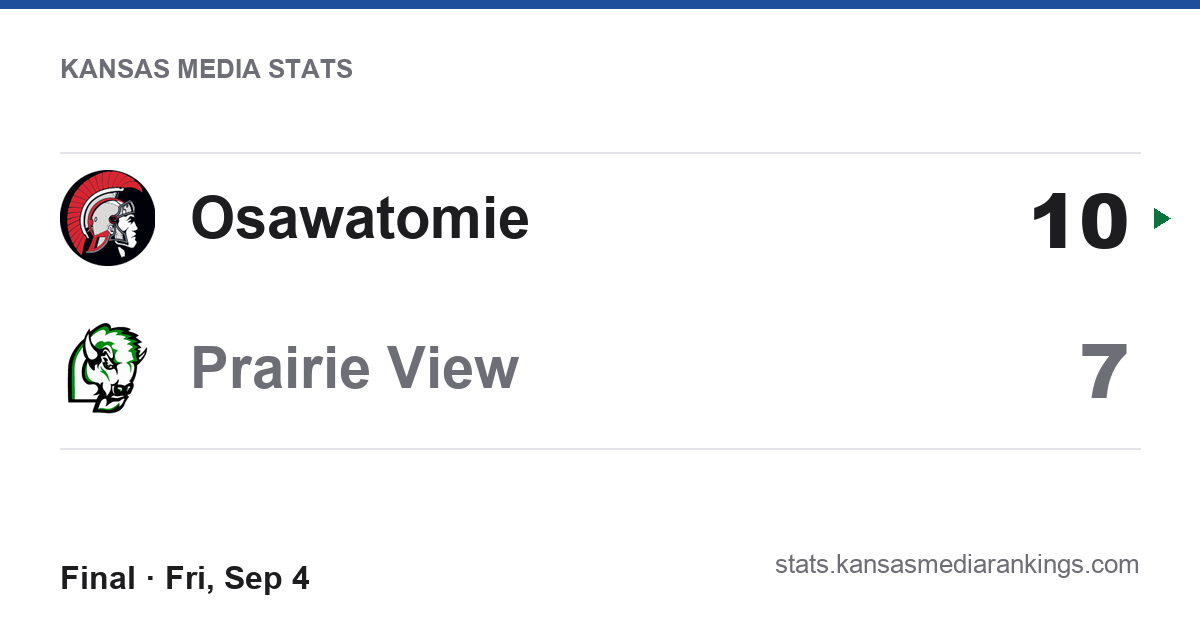 KANSAS MEDIA STATS
Osawatomie 10
Prairie View 7
Final · Fri, Sep 4
stats.kansasmediarankings.com